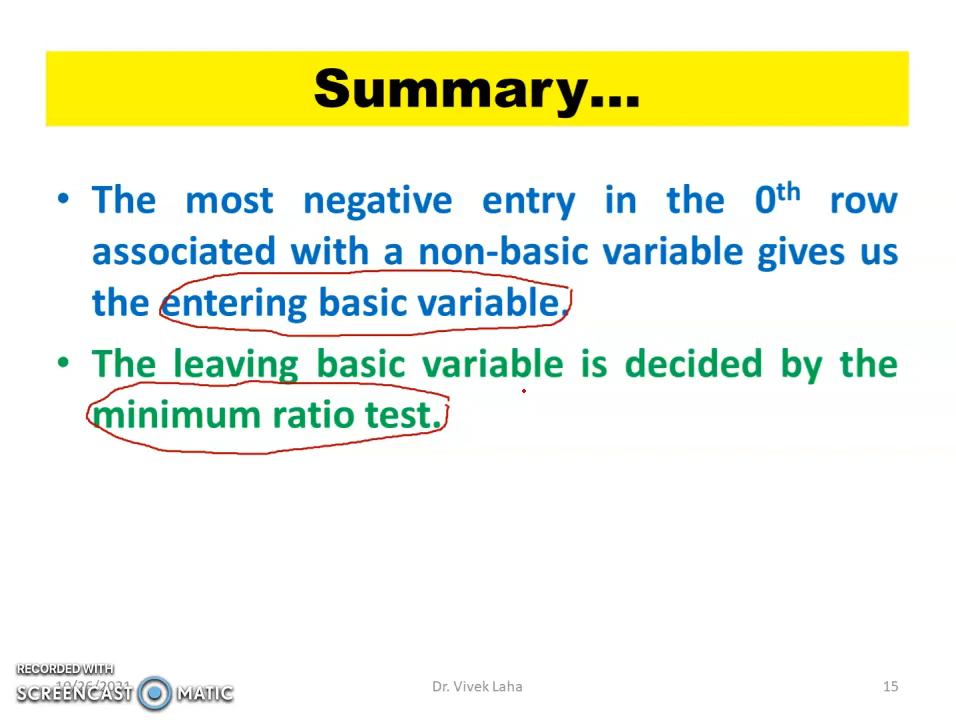 Summary...
• The most negative entry in the 0th row
associated with a non-basic variable gives us
the entering basic variable.
• The leaving basic variable is decided by the
minimum ratio test.
RECORDED WITH
SCREENCAST MATIC
10/26/2021
Dr. Vivek Laha
15